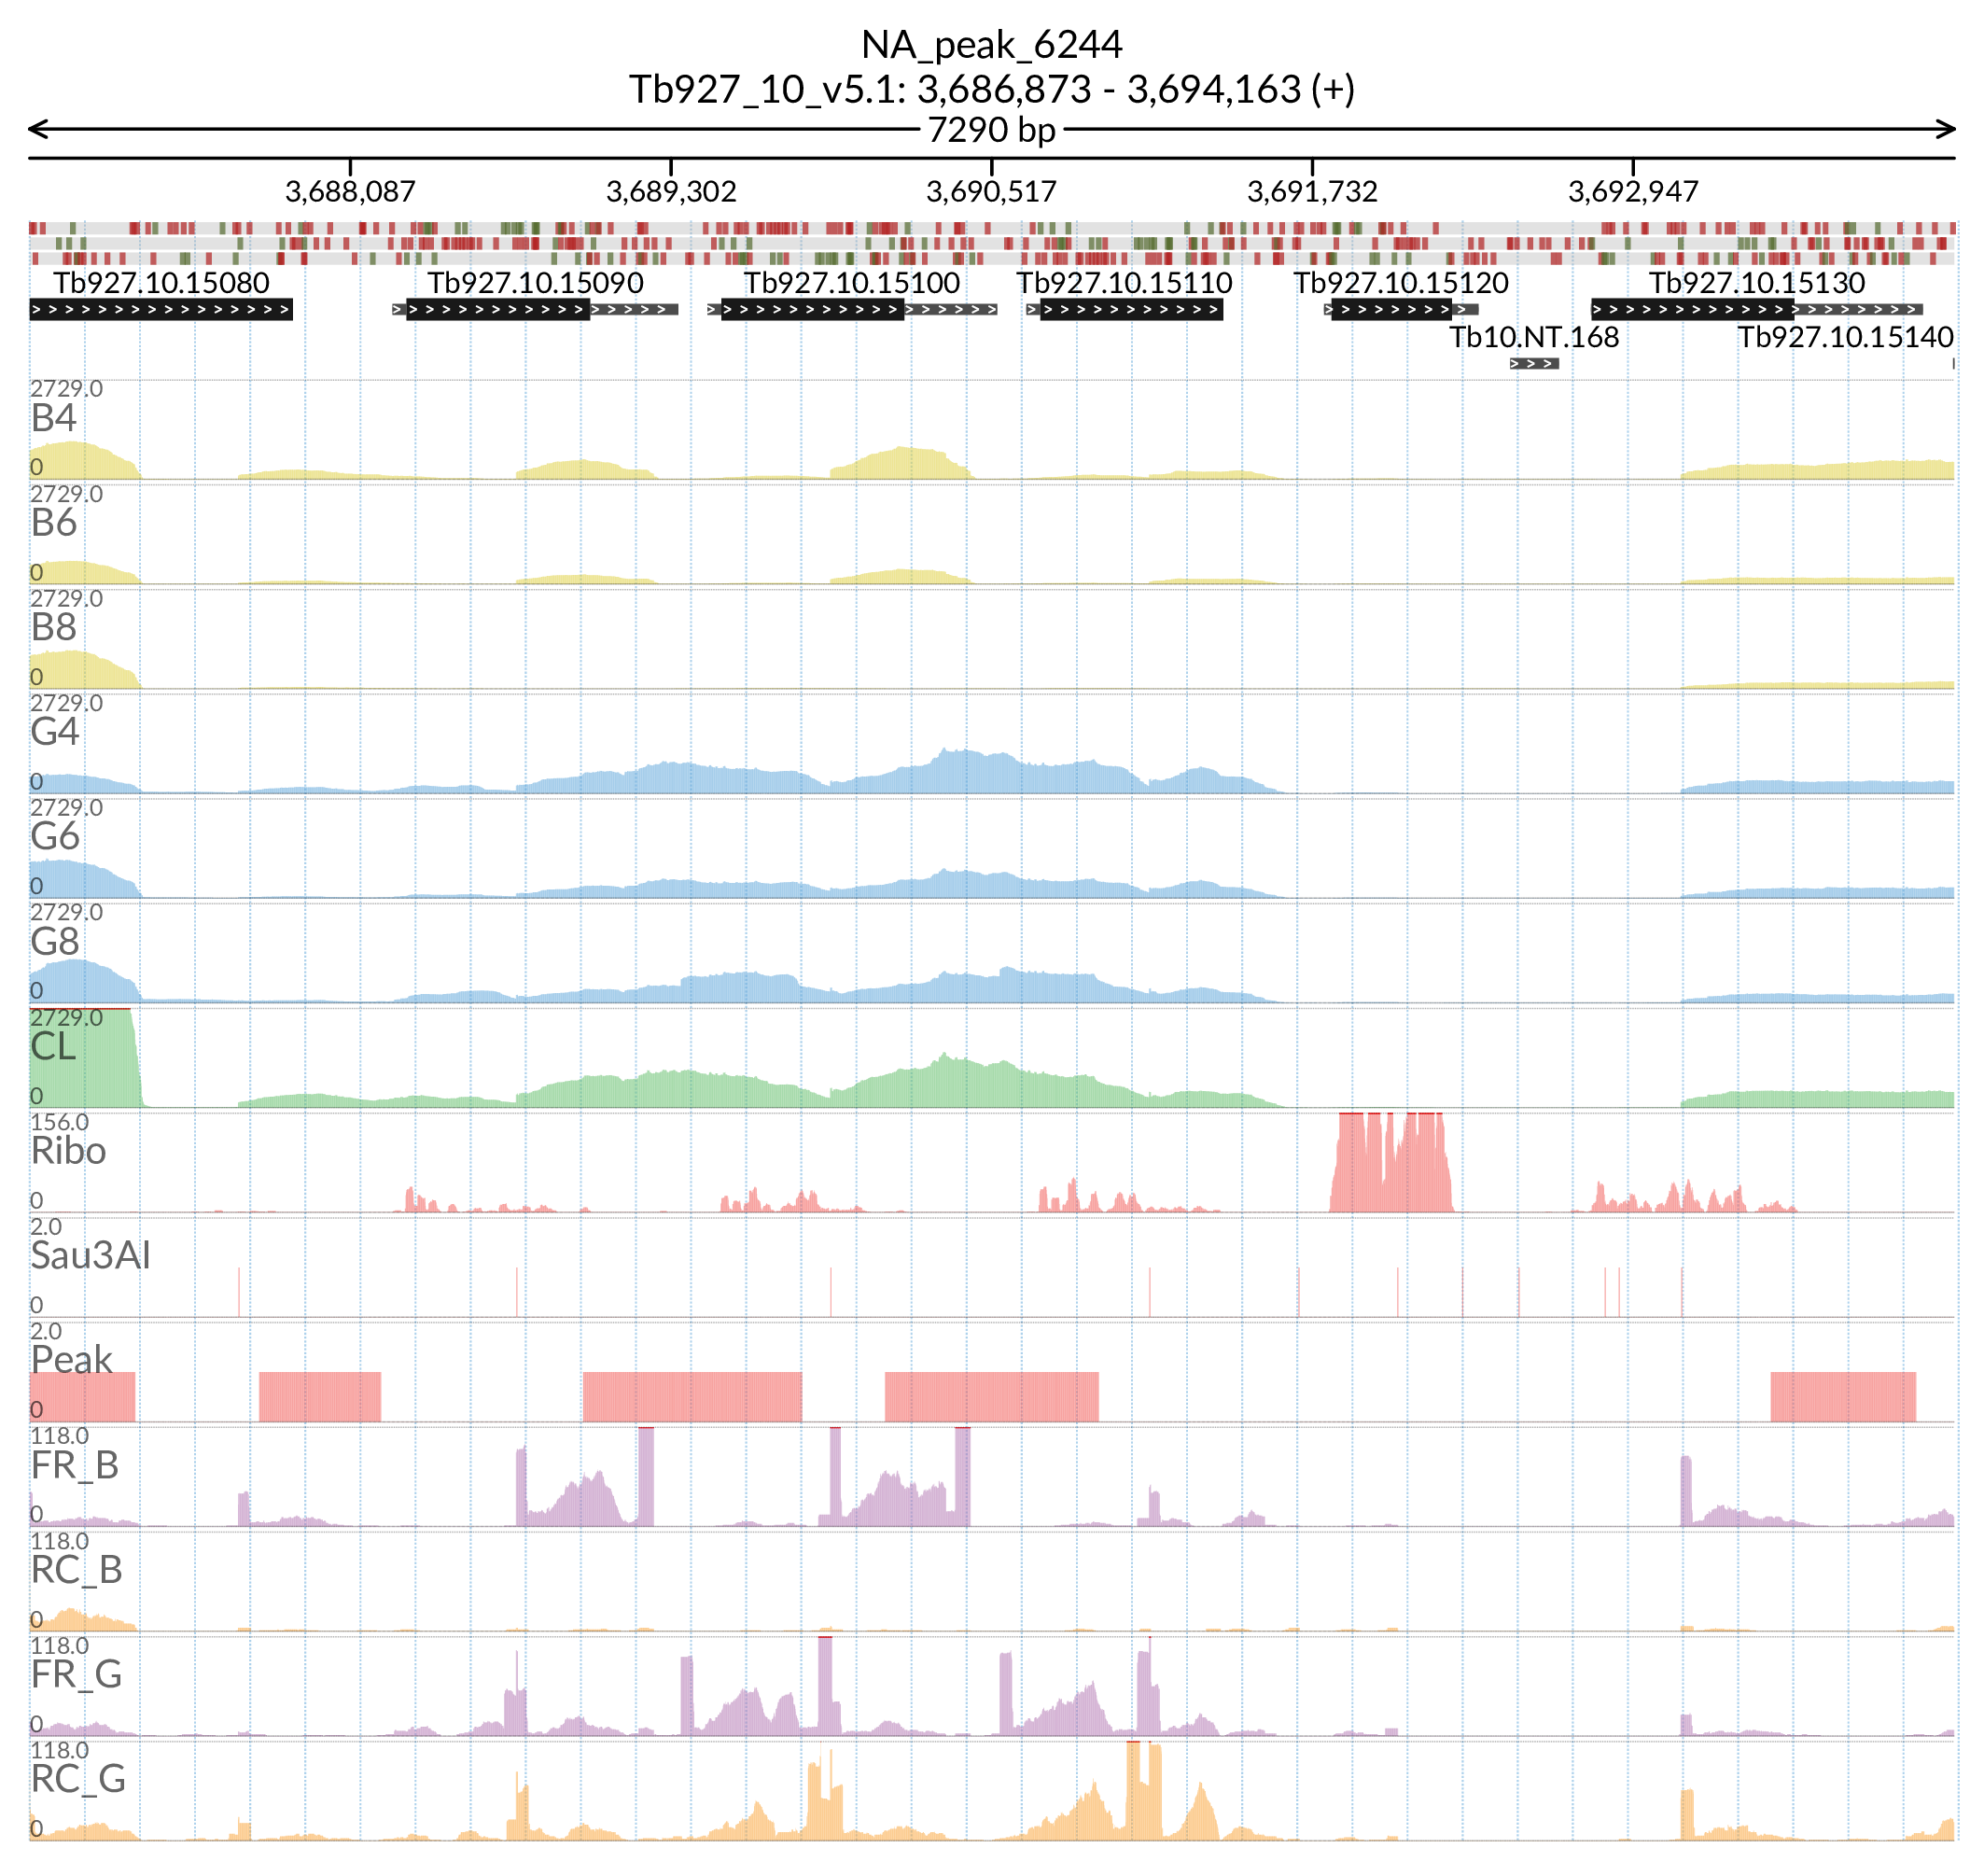 NA_peak_6244
Tb927_10_v5.1: 3,686,873 - 3,694,163 (+)
7290 bp
3,688,087 3,689,302 3,690,517 3,691,732 3,692,947
Tb927.10.15080 Tb927.10.15090 Tb927.10.15100 Tb927.10.15110 Tb927.10.15120 Tb927.10.15130
Tb10.NT.168 Tb927.10.15140
2729.0
B4
0
2729.0
B6
0
2729.0
B8
0
2729.0
G4
0
2729.0
G6
0
2729.0
G8
0
2729.0
CL
0
156.0
Ribo
0
2.0
Sau3AI
0
2.0
Peak
0
118.0
FR_B
0
118.0
RC_B
0
118.0
FR_G
0
118.0
RC_G
0